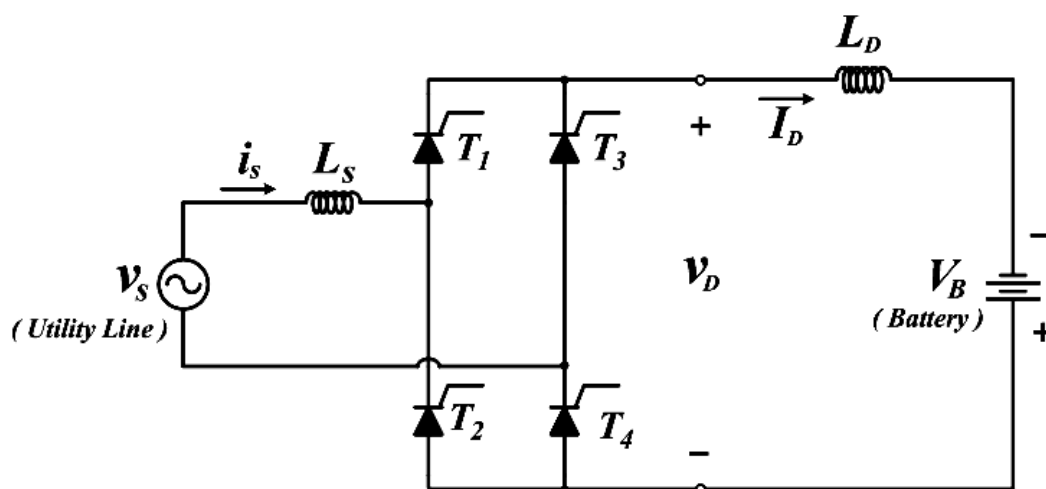 L_D
I_D
+
T_1
T_3
i_s
L_S
v_s
( Utility Line )
v_D
−
V_B
( Battery )
+
T_2
T_4
−